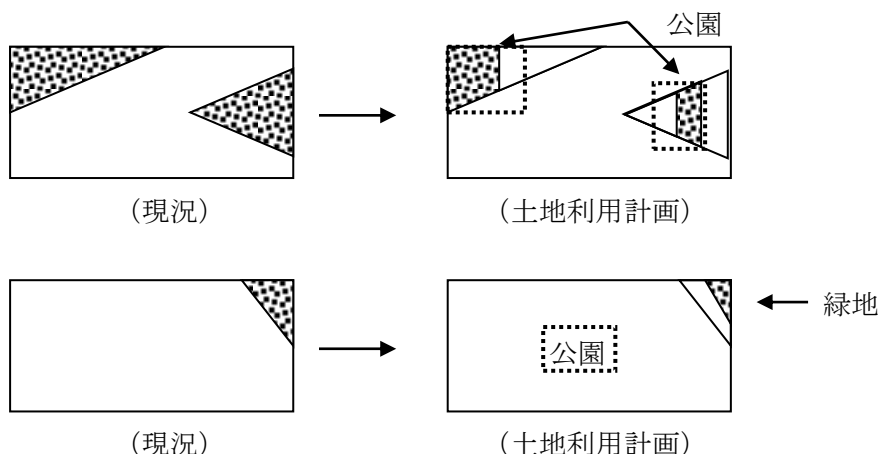 公園
（現況）
（土地利用計画）
緑地
公園
（現況）
（土地利用計画）